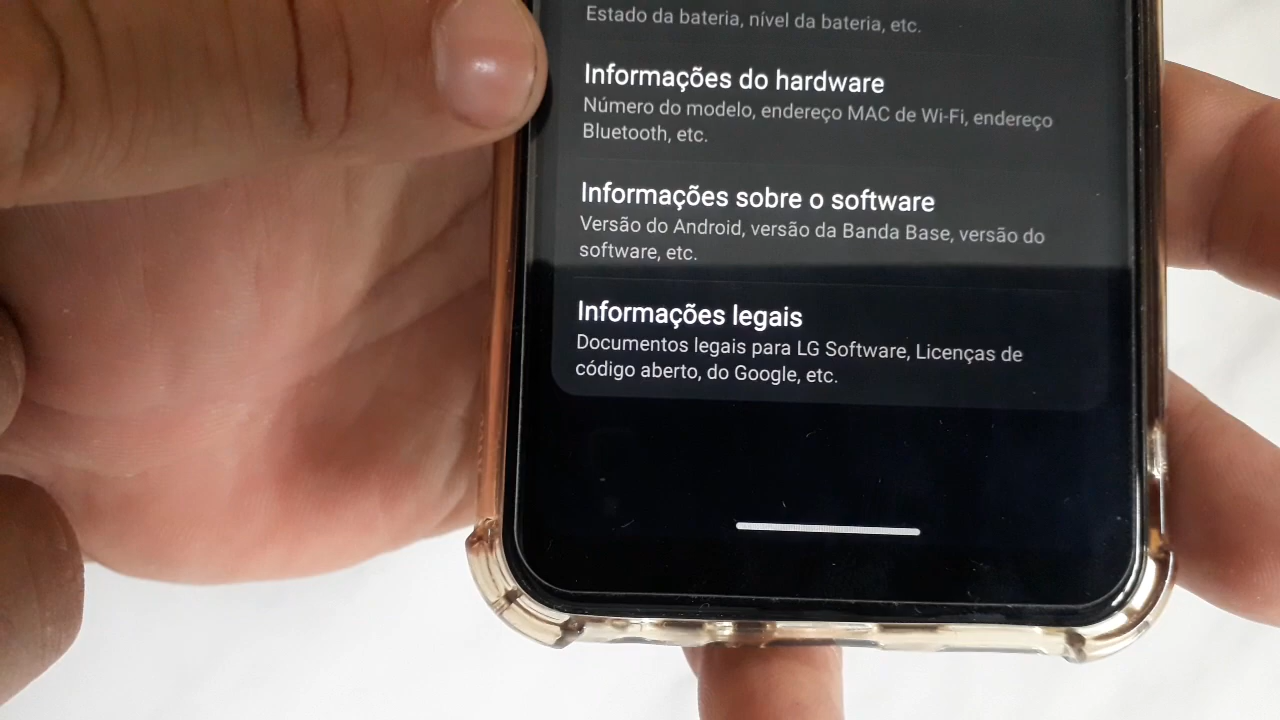 Estado da bateria, nível da bateria, etc.
Informações do hardware
Número do modelo, endereço MAC de Wi-Fi, endereço
Bluetooth, etc.
Informações sobre o software
Versão do Android, versão da Banda Base, versão do
software, etc.
Informações legais
Documentos legais para LG Software, Licenças de
código aberto, do Google, etc.